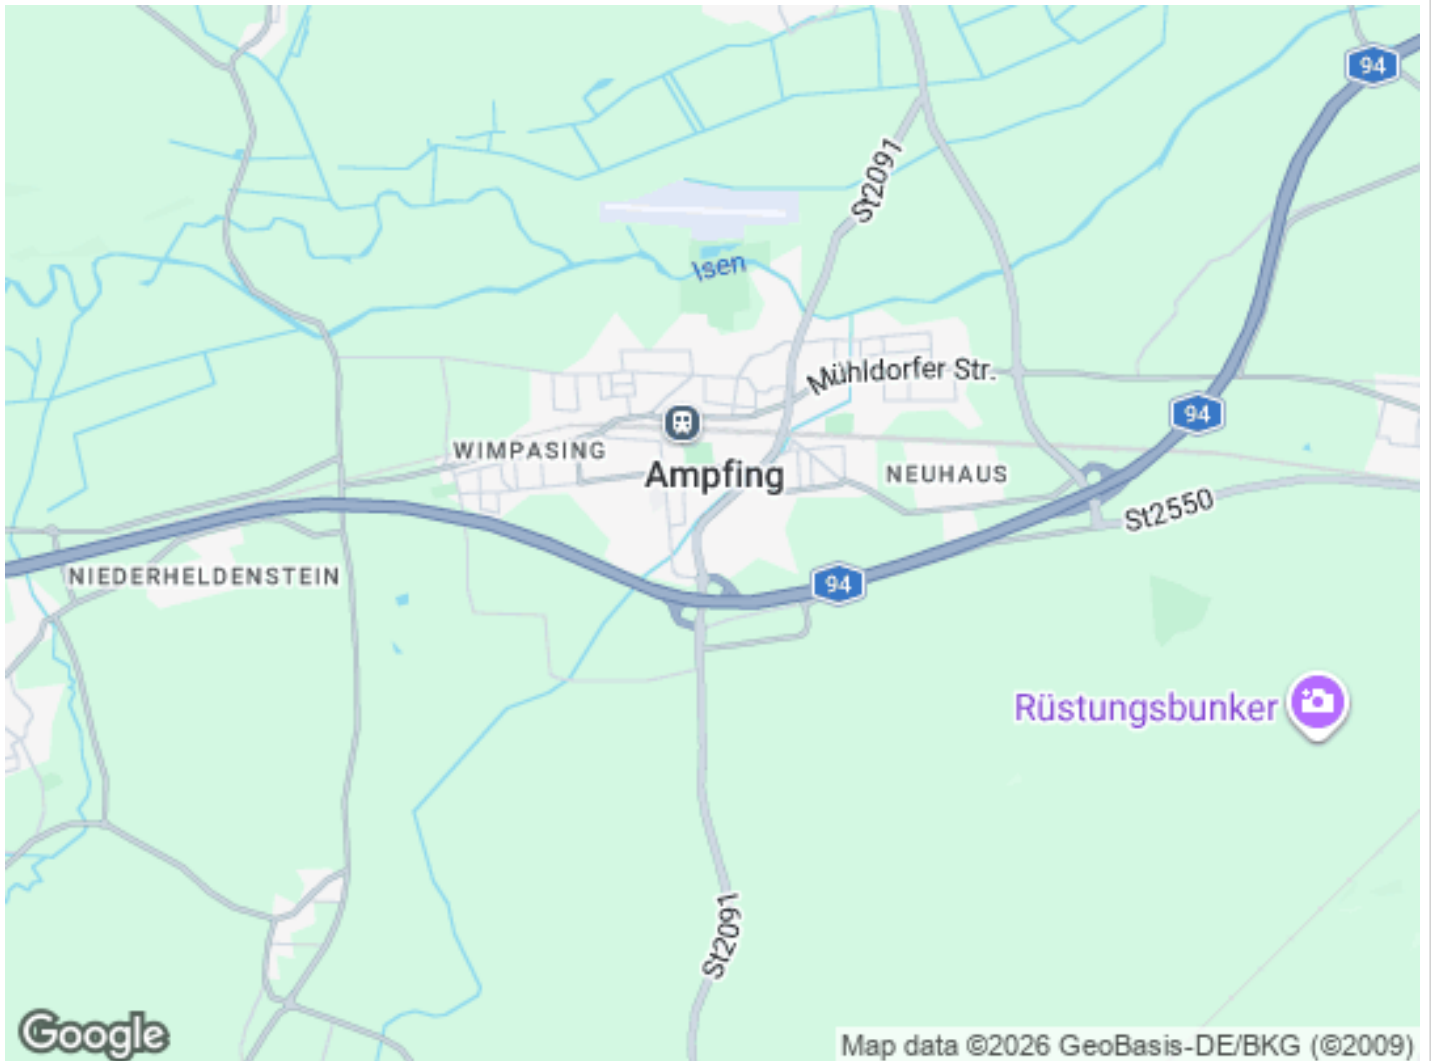 94
St2091
Isen
Mühldorfer Str.
94
WIMPASING
Ampfing
NEUHAUS
St2550
NIEDERHELDENSTEIN
94
Rüstungsbunker
St2091
Google
Map data ©2026 GeoBasis-DE/BKG (©2009)